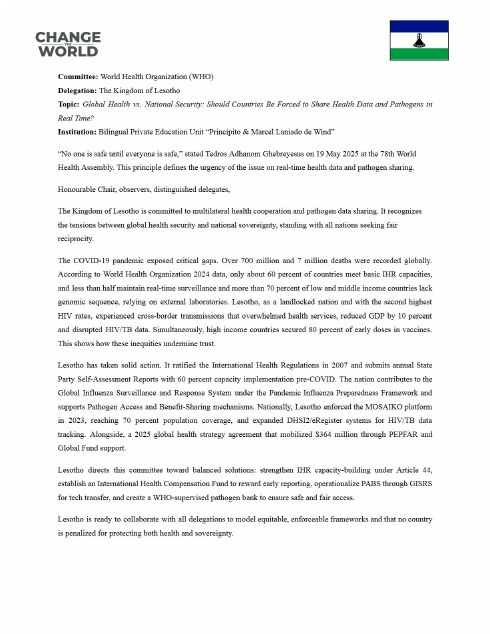 CHANGE
THE
WORLD
Committee: World Health Organization (WHO)
Delegation: The Kingdom of Lesotho
Topic: Global Health vs. National Security: Should Countries Be Forced to Share Health Data and Pathogens in
Real Time?
Institution: Bilingual Private Education Unit “Principito & Marcel Laniado de Wind”
“No one is safe until everyone is safe,” stated Tedros Adhanom Ghebreyesus on 19 May 2025 at the 78th World
Health Assembly. This principle defines the urgency of the issue on real-time health data and pathogen sharing.
Honourable Chair, observers, distinguished delegates,
The Kingdom of Lesotho is committed to multilateral health cooperation and pathogen data sharing. It recognizes
the tensions between global health security and national sovereignty, standing with all nations seeking fair
reciprocity.
The COVID-19 pandemic exposed critical gaps. Over 700 million and 7 million deaths were recorded globally.
According to World Health Organization 2024 data, only about 60 percent of countries meet basic IHR capacities,
and less than half maintain real-time surveillance and more than 70 percent of low and middle income countries lack
genomic sequence, relying on external laboratories. Lesotho, as a landlocked nation and with the second highest
HIV rates, experienced cross-border transmissions that overwhelmed health services, reduced GDP by 10 percent
and disrupted HIV/TB data. Simultaneously, high income countries secured 80 percent of early doses in vaccines.
This shows how these inequities undermine trust.
Lesotho has taken solid action. It ratified the International Health Regulations in 2007 and submits annual State
Party Self-Assessment Reports with 60 percent capacity implementation pre-COVID. The nation contributes to the
Global Influenza Surveillance and Response System under the Pandemic Influenza Preparedness Framework and
supports Pathogen Access and Benefit-Sharing mechanisms. Nationally, Lesotho enforced the MOSAIKO platform
in 2023, reaching 70 percent population coverage, and expanded DHSI2/eRegister systems for HIV/TB data
tracking. Alongside, a 2025 global health strategy agreement that mobilized $364 million through PEPFAR and
Global Fund support.
Lesotho directs this committee toward balanced solutions: strengthen IHR capacity-building under Article 44,
establish an International Health Compensation Fund to reward early reporting, operationalize PABS through GISRS
for tech transfer, and create a WHO-supervised pathogen bank to ensure safe and fair access.
Lesotho is ready to collaborate with all delegations to model equitable, enforceable frameworks and that no country
is penalized for protecting both health and sovereignty.